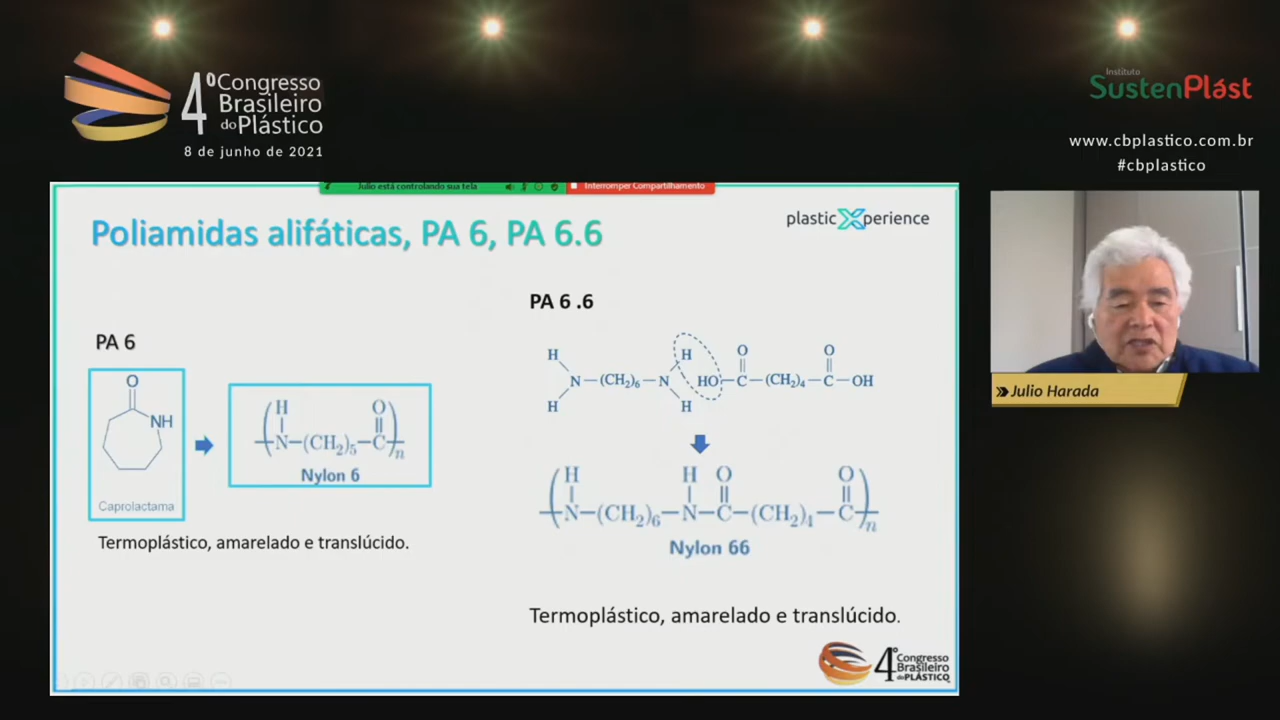 4º Congresso
Brasileiro
do Plástico
8 de junho de 2021
Instituto
SustenPlást
www.cbplastico.com.br
#cbplastico
Julio está controlando sua tela
Interromper Compartilhamento
Poliamidas alifáticas, PA 6, PA 6.6
plasticXperience
PA 6
O
NH
Caprolactama
H O
N—(CH₂)₅—C
n
Nylon 6
Termoplástico, amarelado e translúcido.
PA 6 .6
H H O O
N—(CH₂)₆—N HO—C—(CH₂)₄—C—OH
H H
H H O O
N—(CH₂)₆—N—C—(CH₂)₄—C
n
Nylon 66
Termoplástico, amarelado e translúcido.
4º Congresso
Brasileiro
do PLÁSTICO
Julio Harada